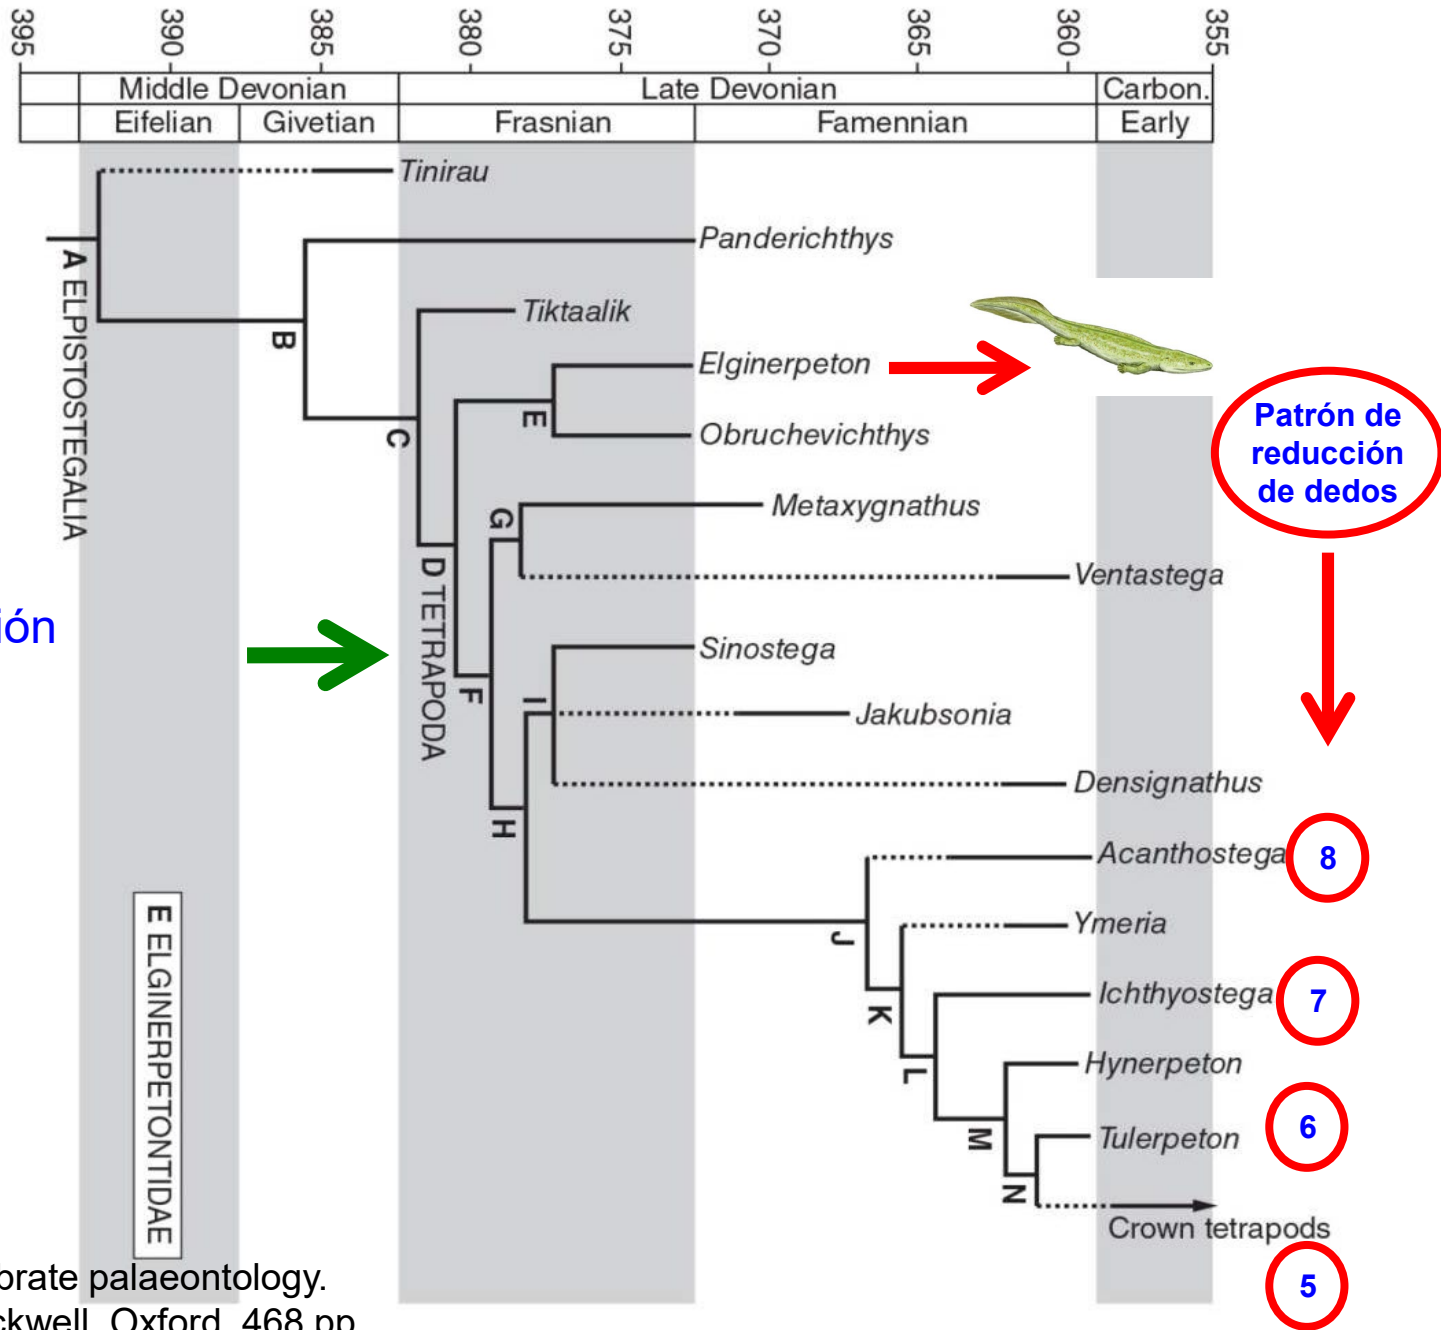 395
390
385
380
375
370
365
360
355
Middle Devonian
Late Devonian
Carbon.
Eifelian
Givetian
Frasnian
Famennian
Early
Tinirau
Panderichthys
A ELPISTOSTEGALIA
Tiktaalik
B
Elginerpeton
Patrón de
reducción
de dedos
E
Obruchevichthys
C
Metaxygnathus
G
D TETRAPODA
Ventastega
ión
Sinostega
F
I
Jakubsonia
Densignathus
H
Acanthostega
8
E ELGINERPETONTIDAE
Ymeria
J
Ichthyostega
7
K
Hynerpeton
L
Tulerpeton
6
M
N
Crown tetrapods
5
brate palaeontology.
ckwell, Oxford, 468 pp